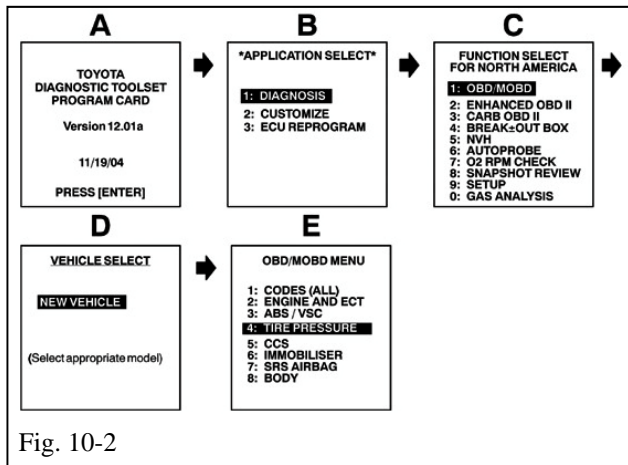 A
TOYOTA
DIAGNOSTIC TOOLSET
PROGRAM CARD
Version 12.01a
11/19/04
PRESS [ENTER]
B
*APPLICATION SELECT*
1: DIAGNOSIS
2: CUSTOMIZE
3: ECU REPROGRAM
C
FUNCTION SELECT
FOR NORTH AMERICA
1: OBD/MOBD
2: ENHANCED OBD II
3: CARB OBD II
4: BREAK±OUT BOX
5: NVH
6: AUTOPROBE
7: O2 RPM CHECK
8: SNAPSHOT REVIEW
9: SETUP
0: GAS ANALYSIS
D
VEHICLE SELECT
NEW VEHICLE
(Select appropriate model)
E
OBD/MOBD MENU
1: CODES (ALL)
2: ENGINE AND ECT
3: ABS / VSC
4: TIRE PRESSURE
5: CCS
6: IMMOBILISER
7: SRS AIRBAG
8: BODY
Fig. 10-2